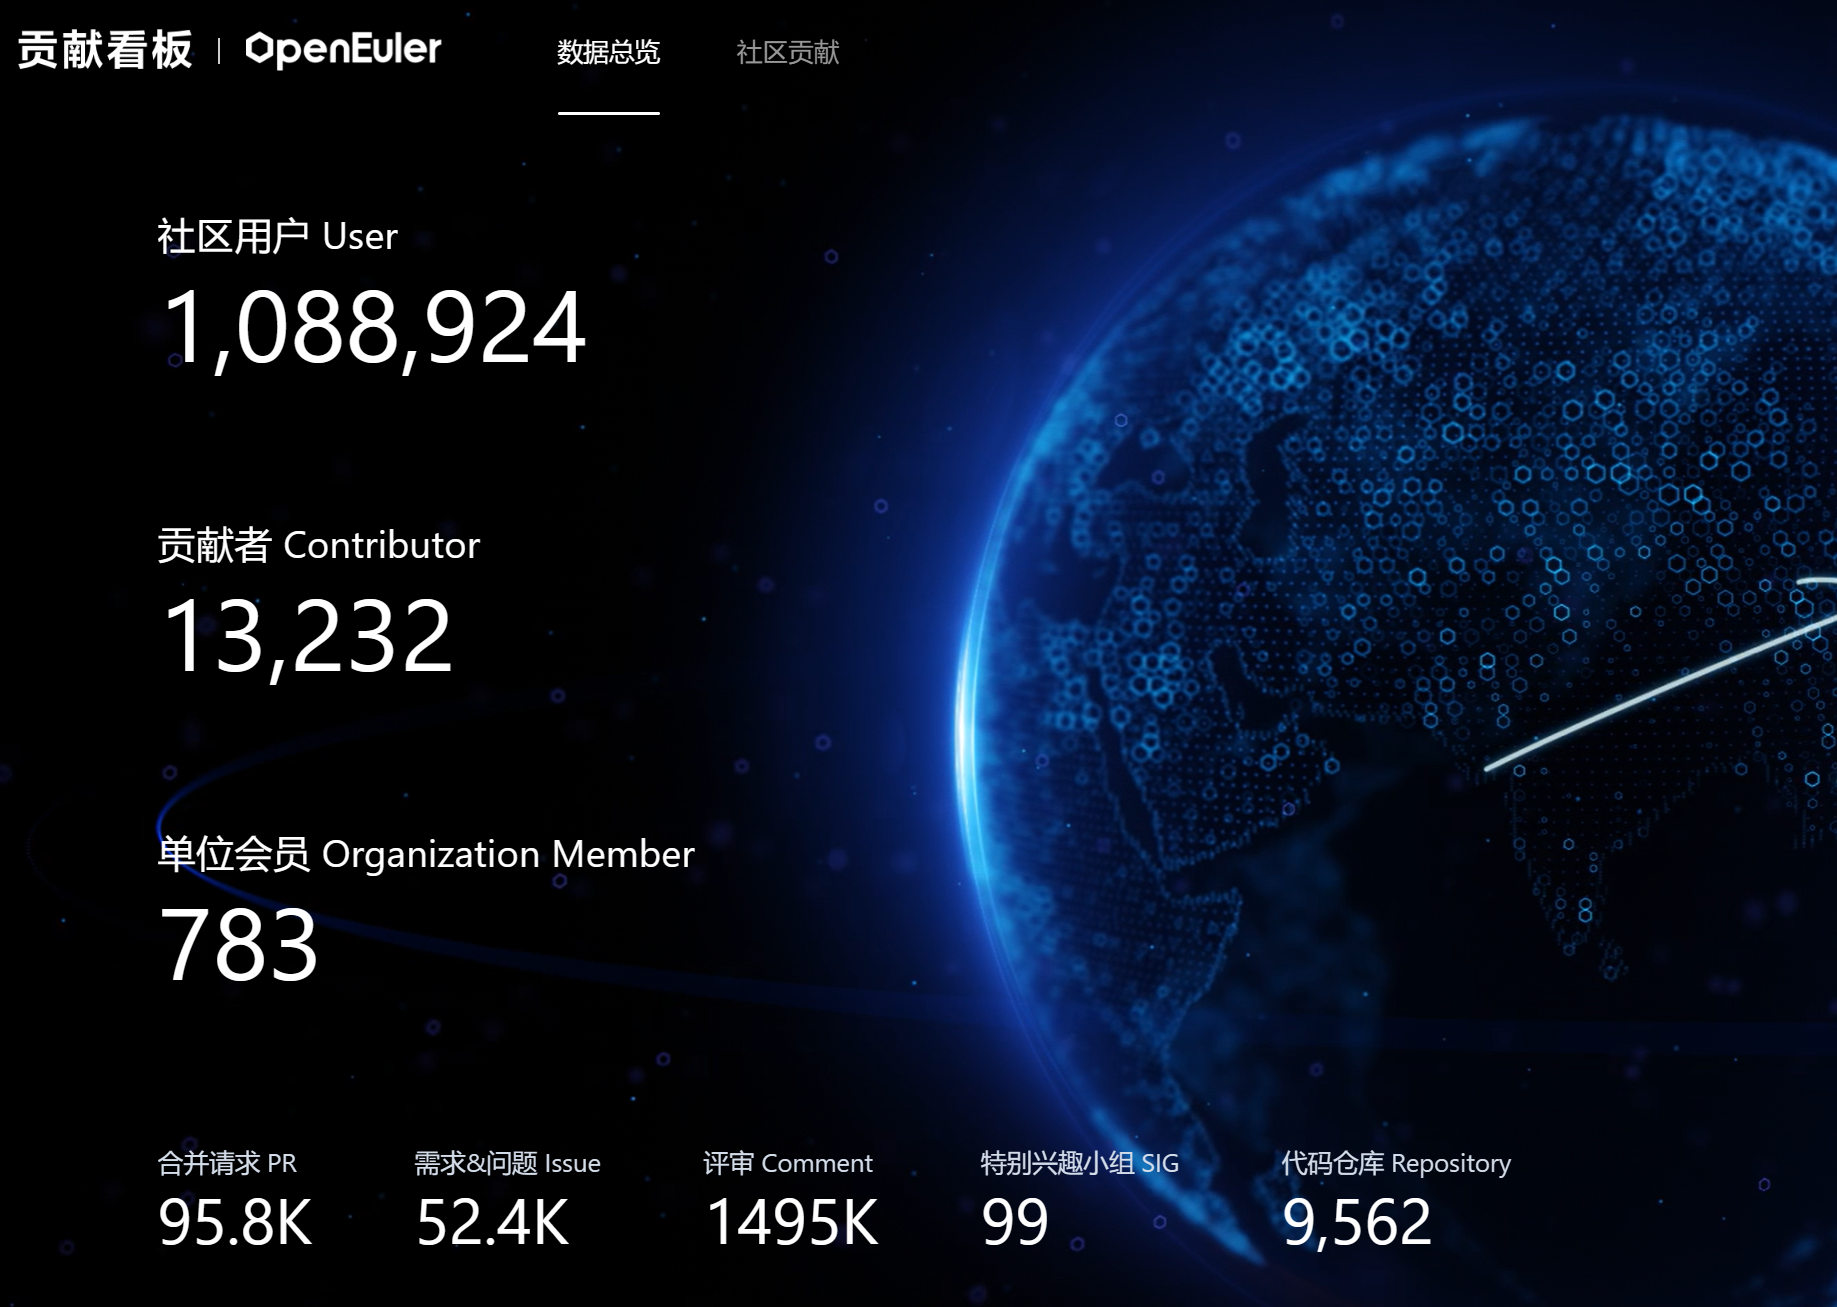 贡献看板 | OpenEuler 数据总览 社区贡献
社区用户 User
1,088,924
贡献者 Contributor
13,232
单位会员 Organization Member
783
合并请求 PR 需求&问题 Issue 评审 Comment 特别兴趣小组 SIG 代码仓库 Repository
95.8K 52.4K 1495K 99 9,562